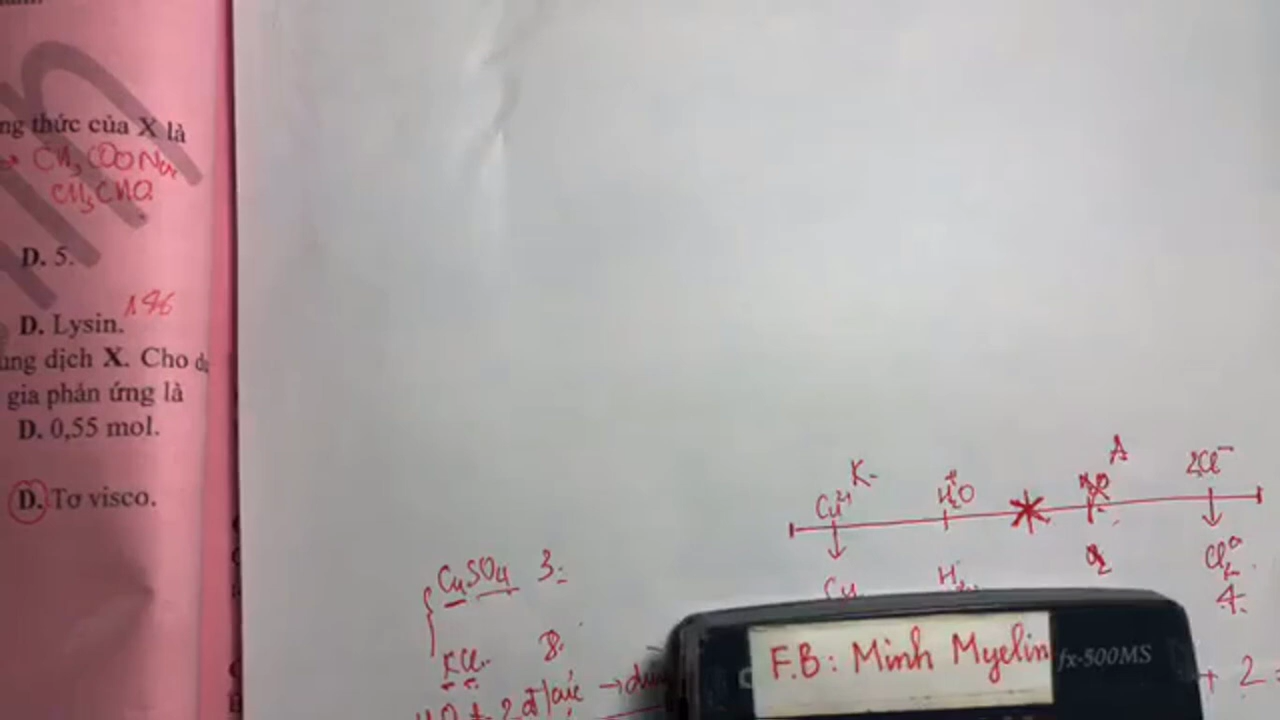 ng thức của X là
CH3COONa
CH3CHO
D. 5.
146
D. Lysin.
ung dịch X. Cho
gia phản ứng là
D. 0,55 mol.
D. Tơ visco.
K- A
Cu2+ H2O 2Cl-
O2 Cl2
Cu H2 4
CuSO4 3
KCl 8
F.B: Minh Myelin
fx-500MS
+ 2